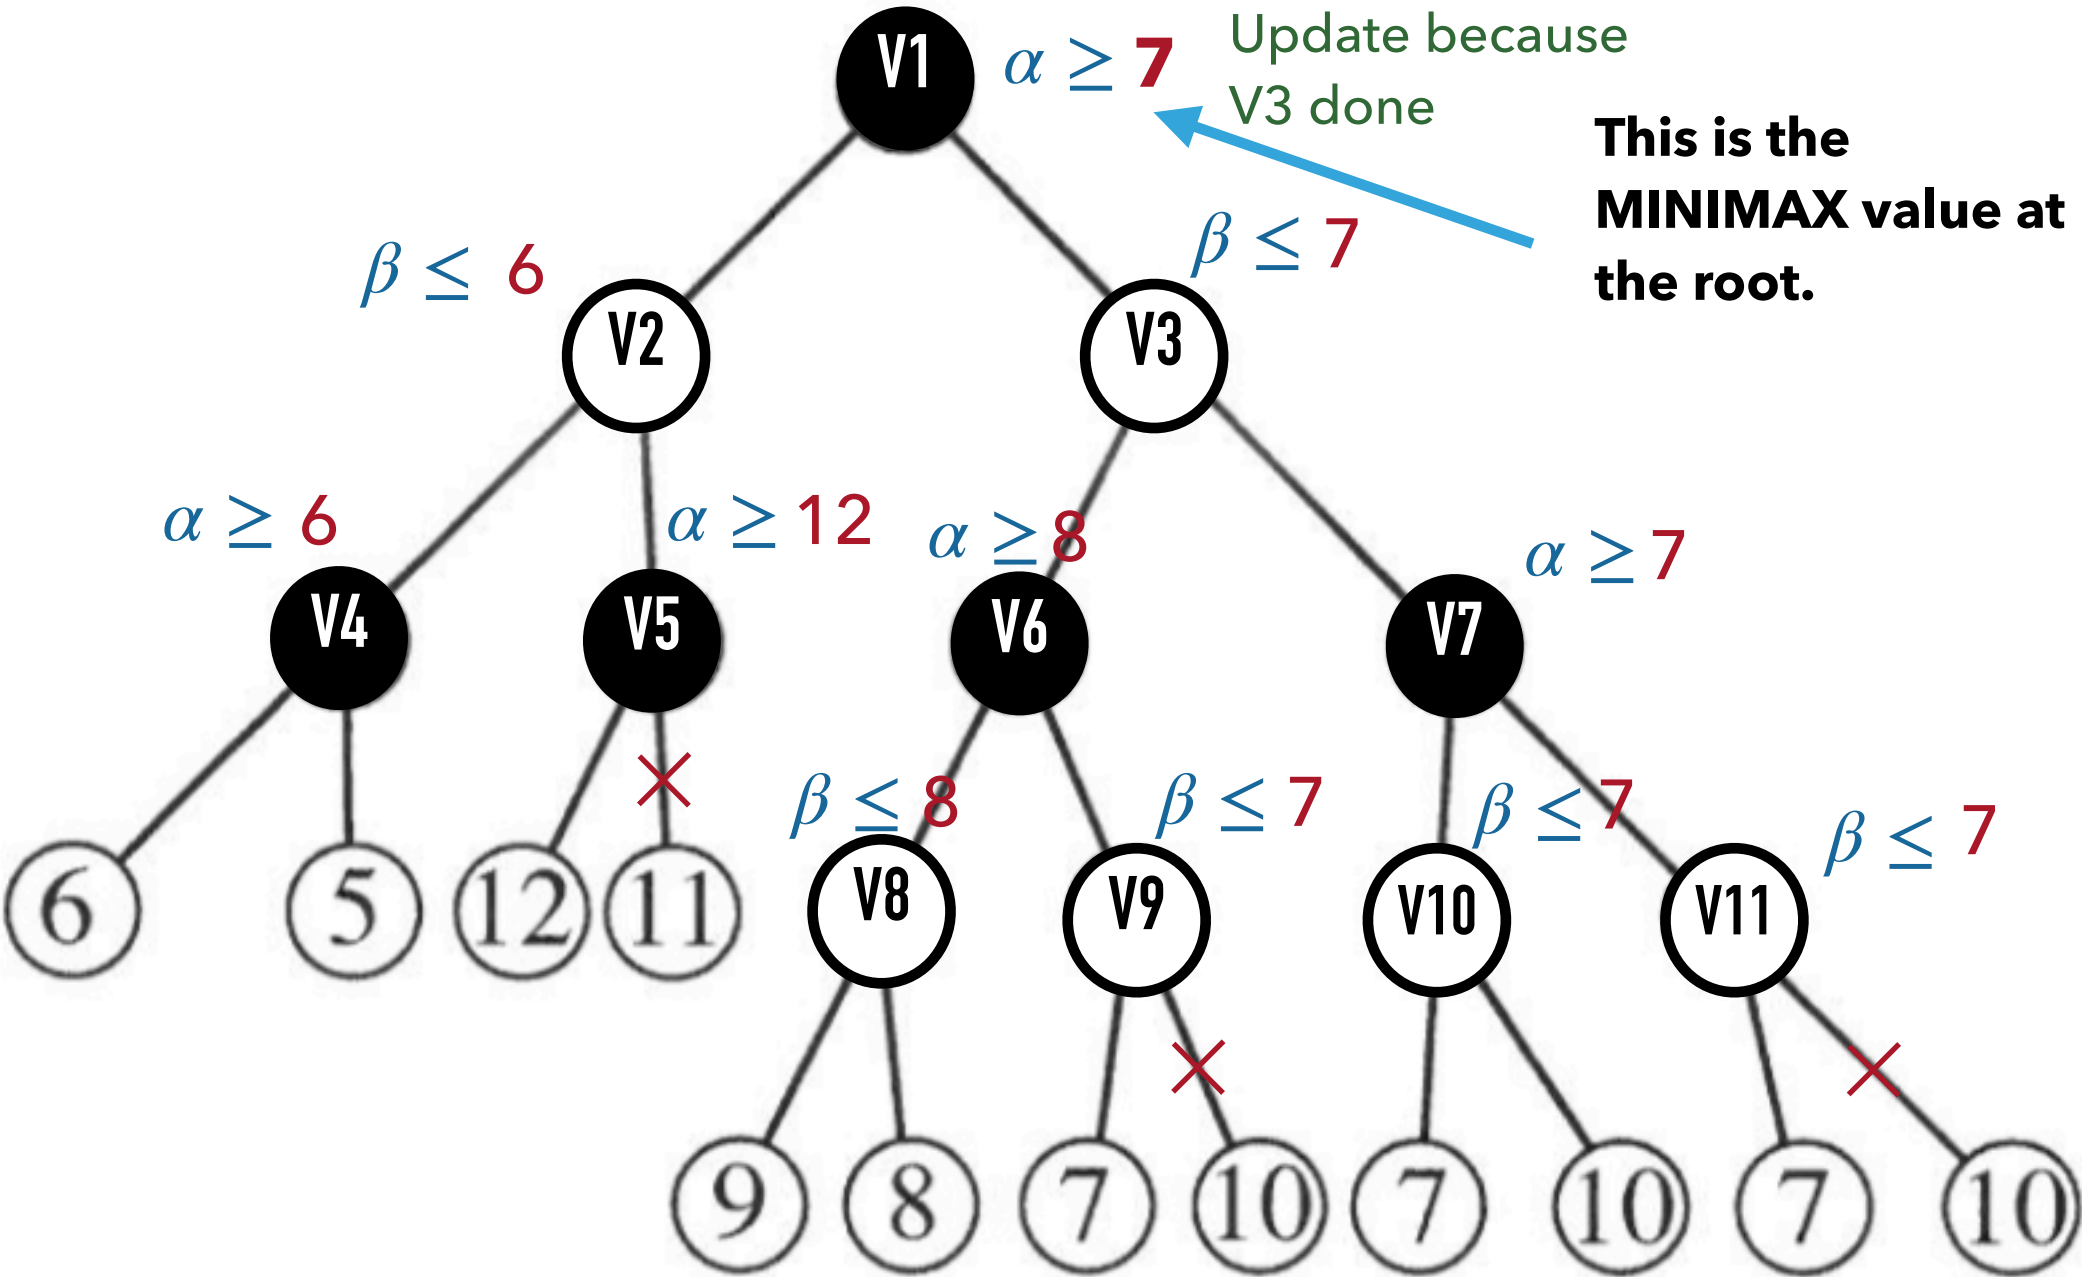 V1
α ≥ 7
Update because
V3 done
This is the
MINIMAX value at
the root.
β ≤ 6
β ≤ 7
V2
V3
α ≥ 6
α ≥ 12
α ≥ 8
α ≥ 7
V4
V5
V6
V7
β ≤ 8
β ≤ 7
β ≤ 7
β ≤ 7
6
5
12
11
V8
V9
V10
V11
9
8
7
10
7
10
7
10